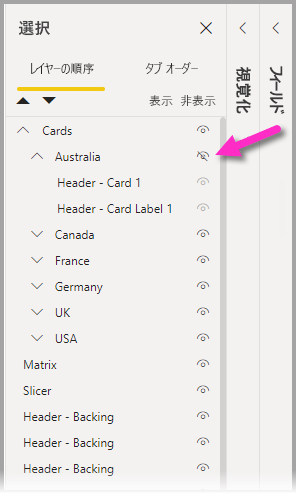 選択
レイヤーの順序 タブ オーダー
表示 非表示
Cards
Australia
Header - Card 1
Header - Card Label 1
Canada
France
Germany
UK
USA
Matrix
Slicer
Header - Backing
Header - Backing
Header - Backing
視覚化
フィールド